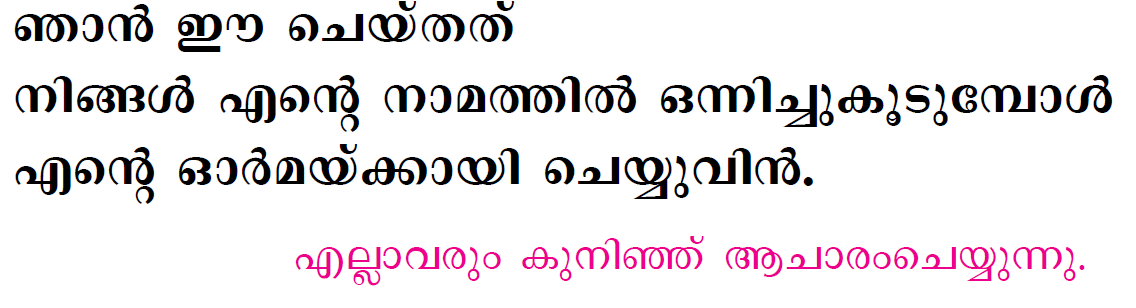 ഞാൻ ഈ ചെയ്തത്
നിങ്ങൾ എന്റെ നാമത്തിൽ ഒന്നിച്ചുകൂടുമ്പോൾ
എന്റെ ഓർമയ്ക്കായി ചെയ്യുവിൻ.
എല്ലാവരും കുനിഞ്ഞ് ആചാരംചെയ്യുന്നു.